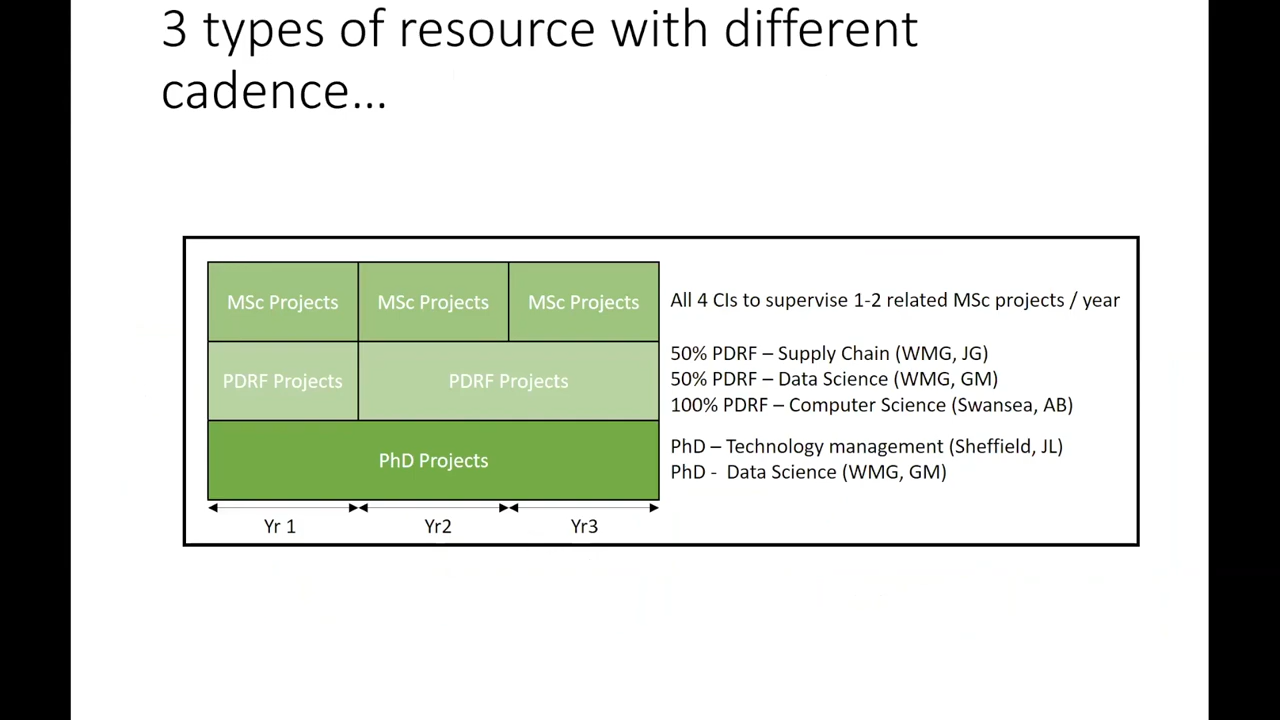 3 types of resource with different
cadence...
MSc Projects MSc Projects MSc Projects
All 4 CIs to supervise 1-2 related MSc projects / year
PDRF Projects PDRF Projects
50% PDRF – Supply Chain (WMG, JG)
50% PDRF – Data Science (WMG, GM)
100% PDRF – Computer Science (Swansea, AB)
PhD Projects
PhD – Technology management (Sheffield, JL)
PhD - Data Science (WMG, GM)
Yr 1 Yr2 Yr3